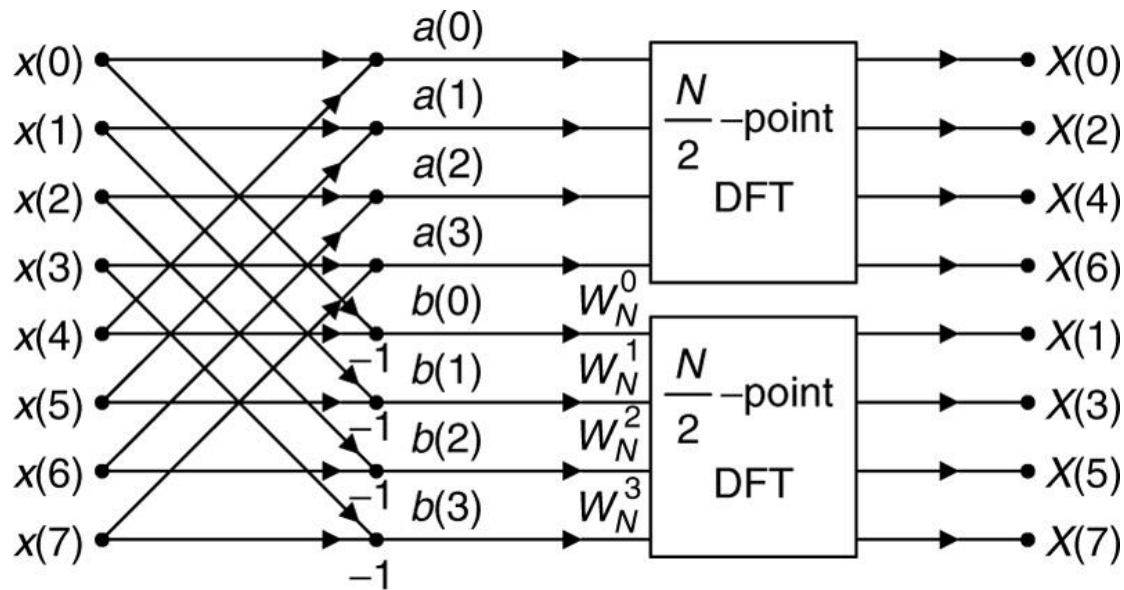 x(0) a(0) X(0)
x(1) a(1) N/2 –point X(2)
x(2) a(2) DFT X(4)
x(3) a(3) X(6)
x(4) –1 b(0) W_N^0 X(1)
x(5) –1 b(1) W_N^1 N/2 –point X(3)
x(6) –1 b(2) W_N^2 DFT X(5)
x(7) –1 b(3) W_N^3 X(7)